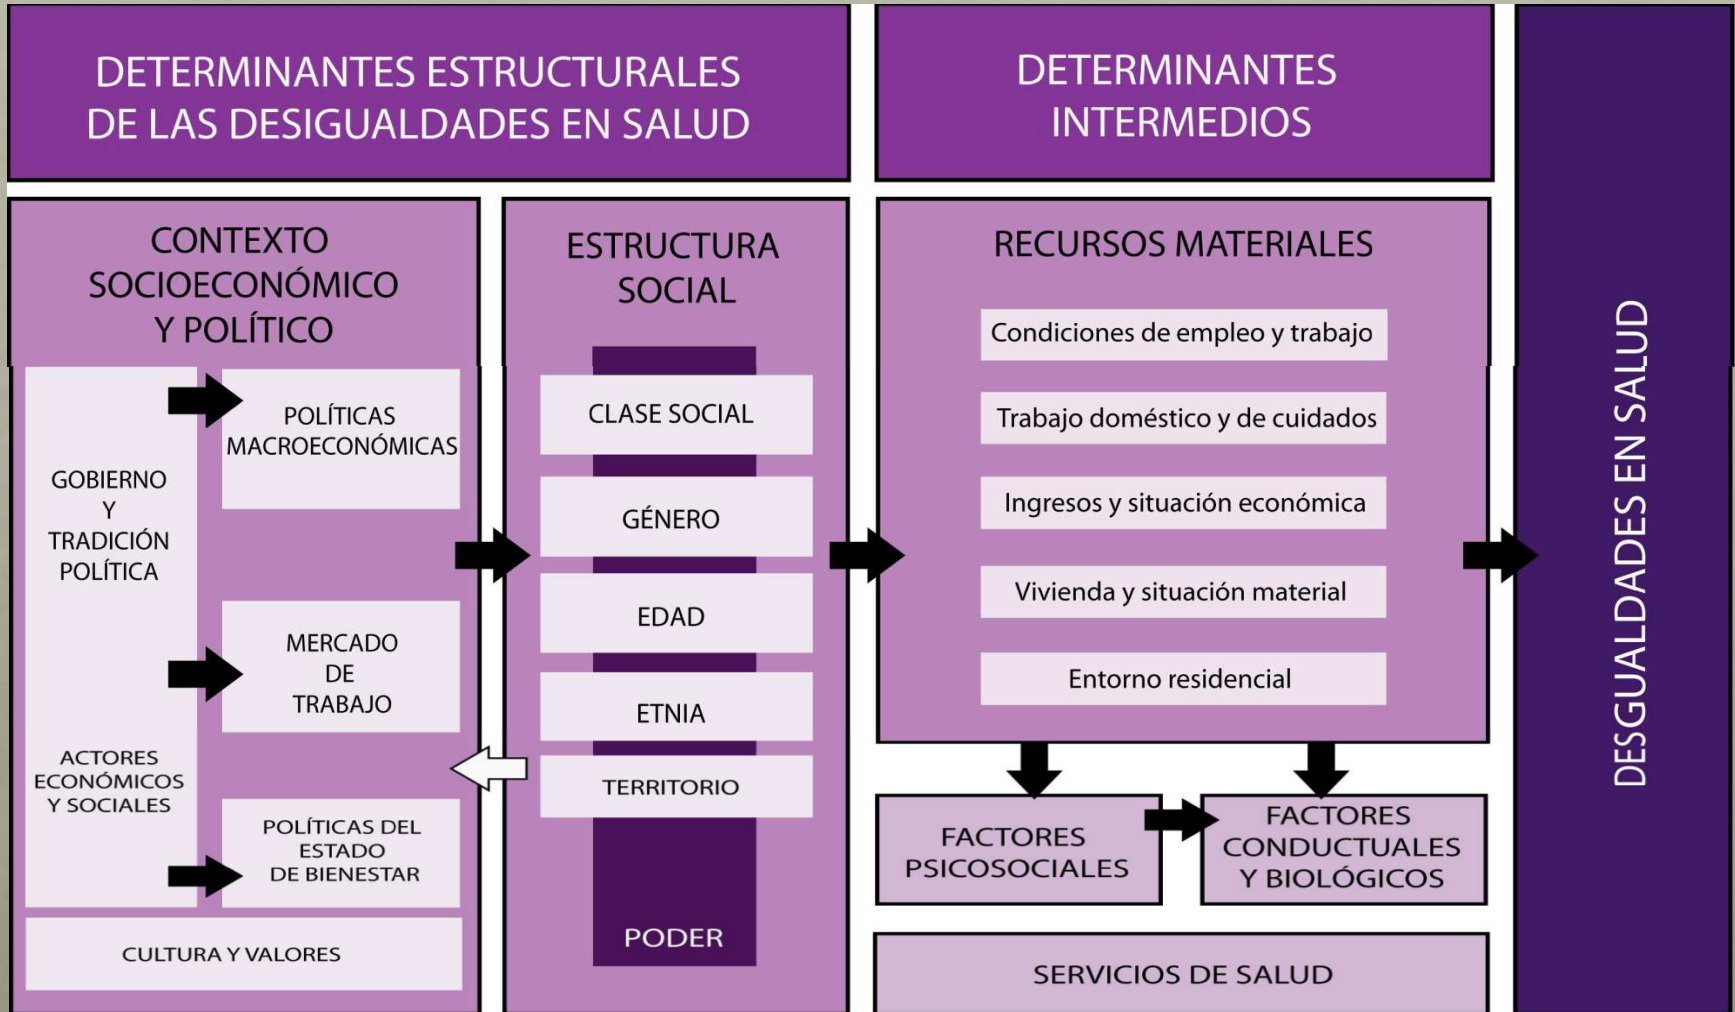 DETERMINANTES ESTRUCTURALES
DE LAS DESIGUALDADES EN SALUD
DETERMINANTES
INTERMEDIOS
CONTEXTO
SOCIOECONÓMICO
Y POLÍTICO
GOBIERNO
Y
TRADICIÓN
POLÍTICA
ACTORES
ECONÓMICOS
Y SOCIALES
POLÍTICAS
MACROECONÓMICAS
MERCADO
DE
TRABAJO
POLÍTICAS DEL
ESTADO
DE BIENESTAR
CULTURA Y VALORES
ESTRUCTURA
SOCIAL
CLASE SOCIAL
GÉNERO
EDAD
ETNIA
TERRITORIO
PODER
RECURSOS MATERIALES
Condiciones de empleo y trabajo
Trabajo doméstico y de cuidados
Ingresos y situación económica
Vivienda y situación material
Entorno residencial
FACTORES
PSICOSOCIALES
FACTORES
CONDUCTUALES
Y BIOLÓGICOS
SERVICIOS DE SALUD
DESGUALDADES EN SALUD